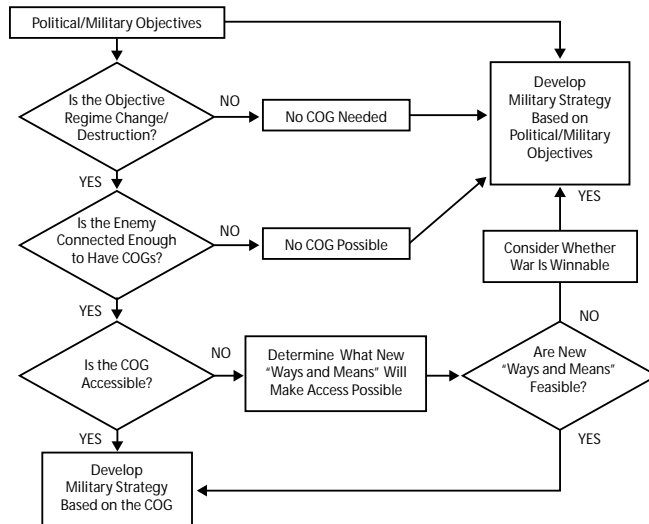 Political/Military Objectives
Is the Objective
Regime Change/
Destruction?
NO
No COG Needed
Develop
Military Strategy
Based on
Political/Military
Objectives
YES
Is the Enemy
Connected Enough
to Have COGs?
NO
No COG Possible
YES
Consider Whether
War Is Winnable
YES
NO
Is the COG
Accessible?
NO
Determine What New
"Ways and Means" Will
Make Access Possible
Are New
"Ways and Means"
Feasible?
YES
YES
Develop
Military Strategy
Based on the COG